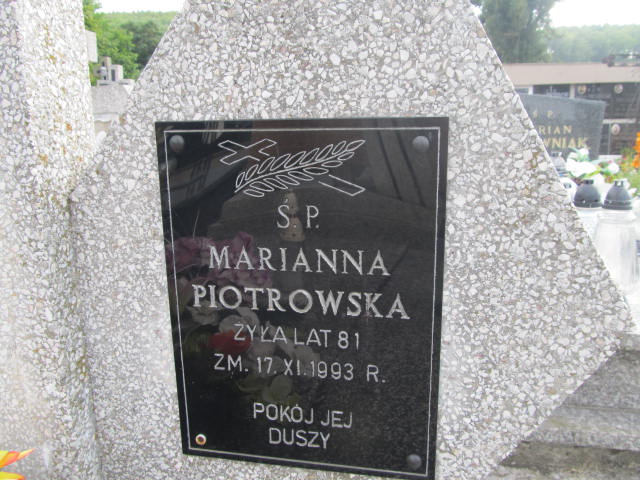 Ś. P.
MARIANNA
PIOTROWSKA
ŻYŁA LAT 81
ZM. 17. XI. 1993 R.
POKÓJ JEJ
DUSZY
Ś. P.